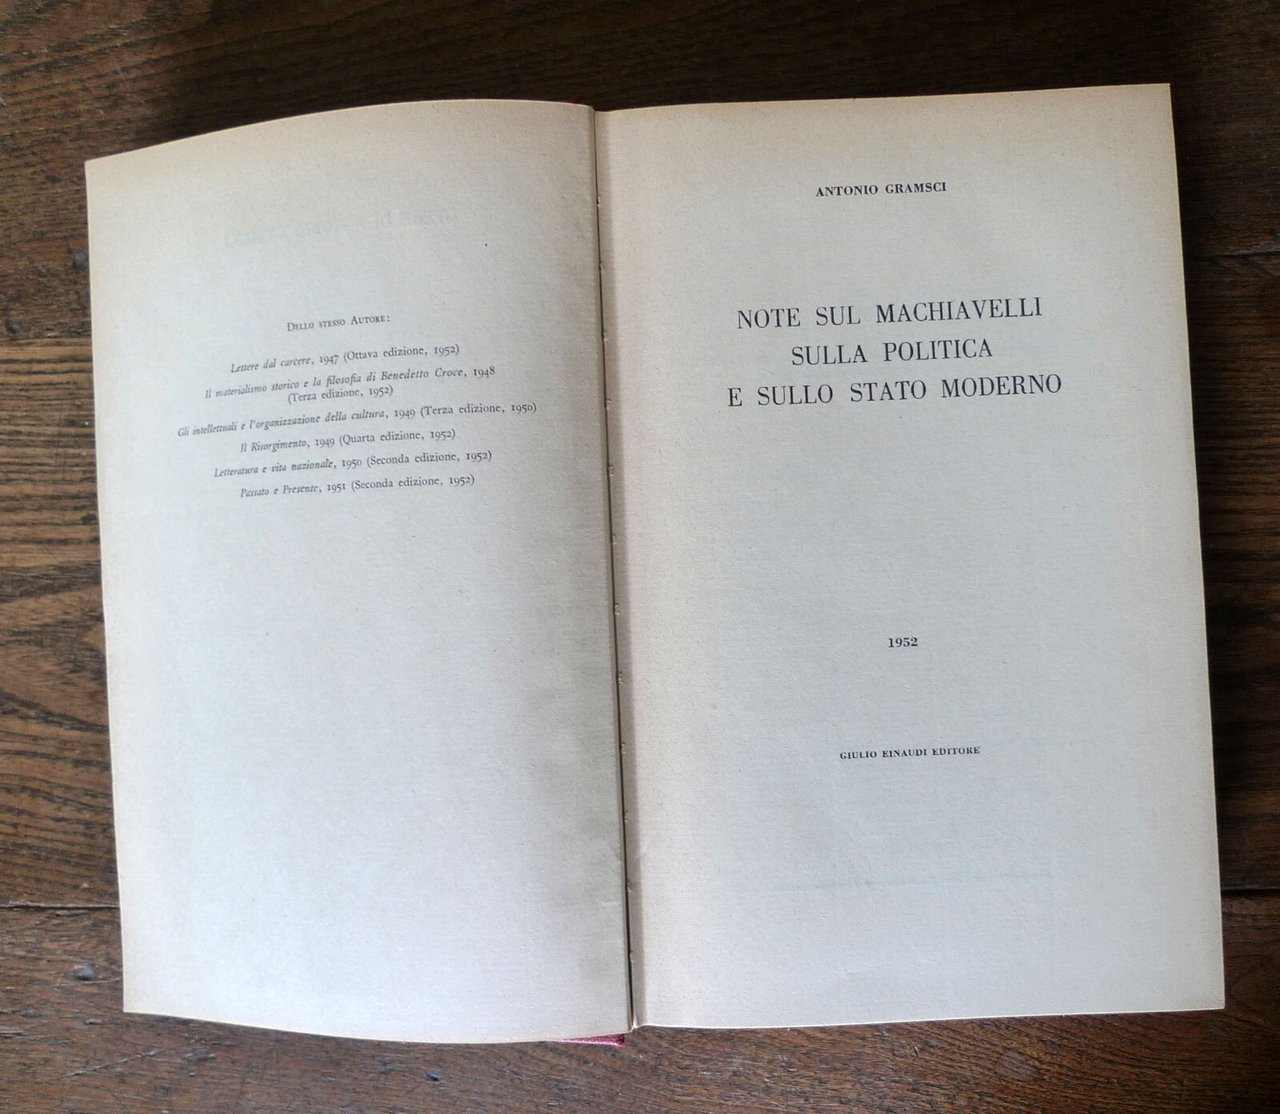 Dello stesso Autore:
Lettere dal carcere, 1947 (Ottava edizione, 1952)
Il materialismo storico e la filosofia di Benedetto Croce, 1948
(Terza edizione, 1952)
Gli intellettuali e l'organizzazione della cultura, 1949 (Terza edizione, 1950)
Il Risorgimento, 1949 (Quarta edizione, 1952)
Letteratura e vita nazionale, 1950 (Seconda edizione, 1952)
Passato e Presente, 1951 (Seconda edizione, 1952)
ANTONIO GRAMSCI
NOTE SUL MACHIAVELLI
SULLA POLITICA
E SULLO STATO MODERNO
1952
GIULIO EINAUDI EDITORE